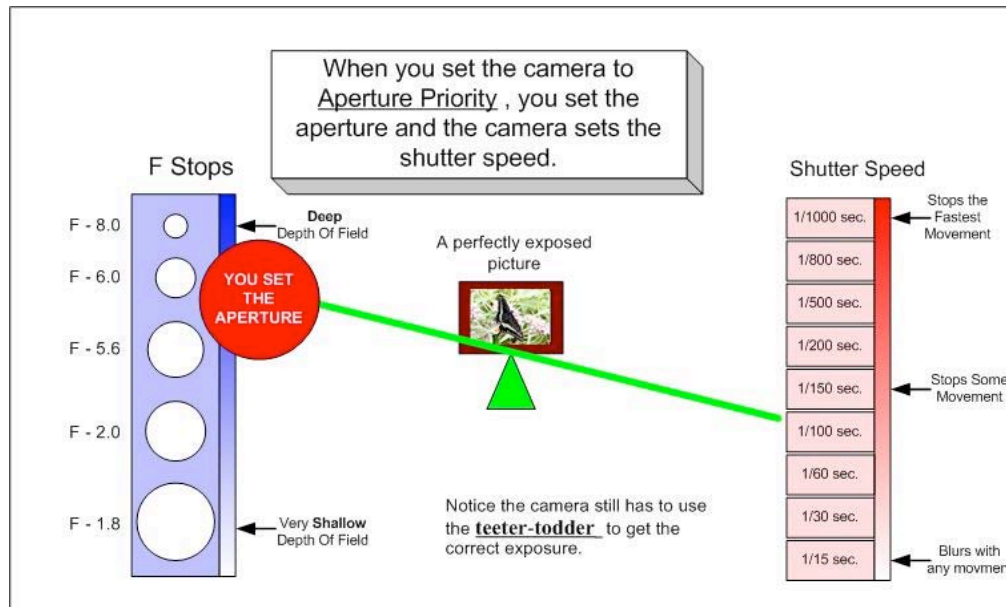 When you set the camera to
Aperture Priority , you set the
aperture and the camera sets the
shutter speed.
F Stops
F - 8.0
F - 6.0
F - 5.6
F - 2.0
F - 1.8
Deep
Depth Of Field
YOU SET
THE
APERTURE
Very Shallow
Depth Of Field
A perfectly exposed
picture
Notice the camera still has to use
the teeter-todder to get the
correct exposure.
Shutter Speed
1/1000 sec.
1/800 sec.
1/500 sec.
1/200 sec.
1/150 sec.
1/100 sec.
1/60 sec.
1/30 sec.
1/15 sec.
Stops the
Fastest
Movement
Stops Some
Movement
Blurs with
any movmen